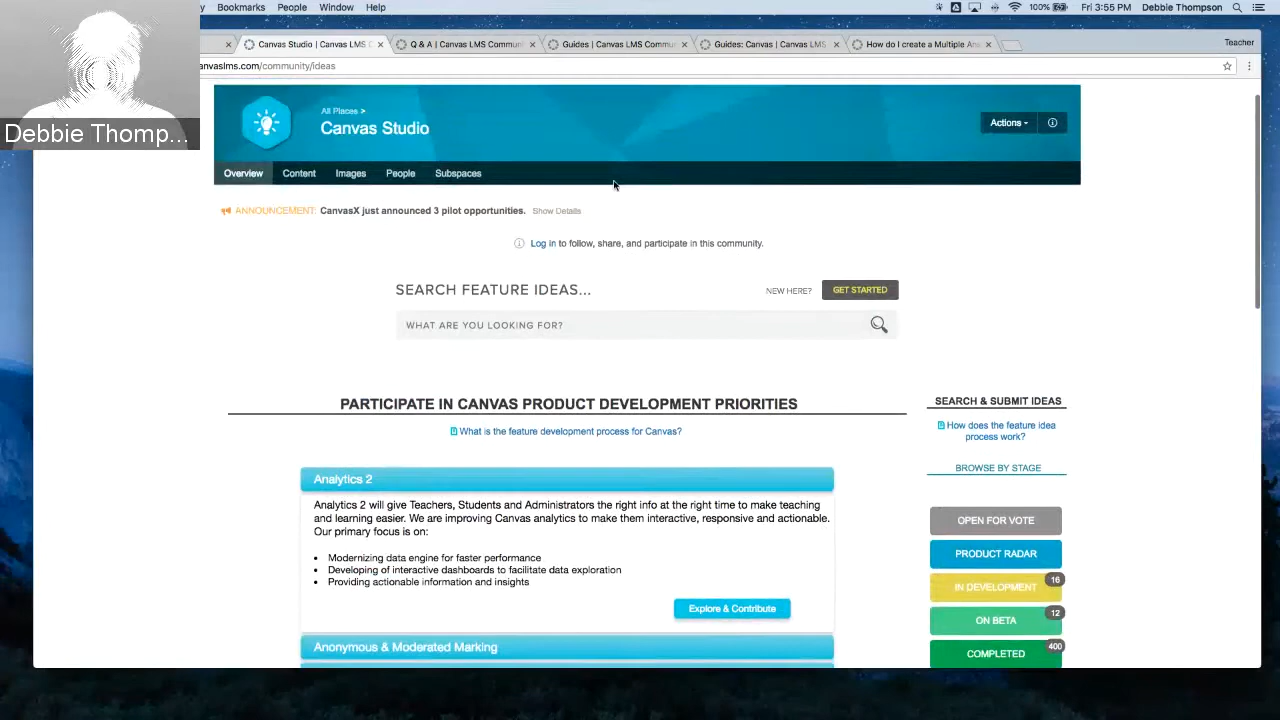 Bookmarks People Window Help 100% Fri 3:55 PM Debbie Thompson
Canvas Studio | Canvas LMS C Q & A | Canvas LMS Commun Guides | Canvas LMS Commu Guides: Canvas | Canvas LMS How do I create a Multiple An Teacher
anvaslms.com/community/ideas
Debbie Thomp...
All Places >
Canvas Studio
Actions
Overview Content Images People Subspaces
ANNOUNCEMENT: CanvasX just announced 3 pilot opportunities. Show Details
Log in to follow, share, and participate in this community.
SEARCH FEATURE IDEAS... NEW HERE? GET STARTED
WHAT ARE YOU LOOKING FOR?
PARTICIPATE IN CANVAS PRODUCT DEVELOPMENT PRIORITIES
What is the feature development process for Canvas?
Analytics 2
Analytics 2 will give Teachers, Students and Administrators the right info at the right time to make teaching
and learning easier. We are improving Canvas analytics to make them interactive, responsive and actionable.
Our primary focus is on:
• Modernizing data engine for faster performance
• Developing of interactive dashboards to facilitate data exploration
• Providing actionable information and insights
Explore & Contribute
Anonymous & Moderated Marking
SEARCH & SUBMIT IDEAS
How does the feature idea
process work?
BROWSE BY STAGE
OPEN FOR VOTE
PRODUCT RADAR
IN DEVELOPMENT 16
ON BETA 12
COMPLETED 400